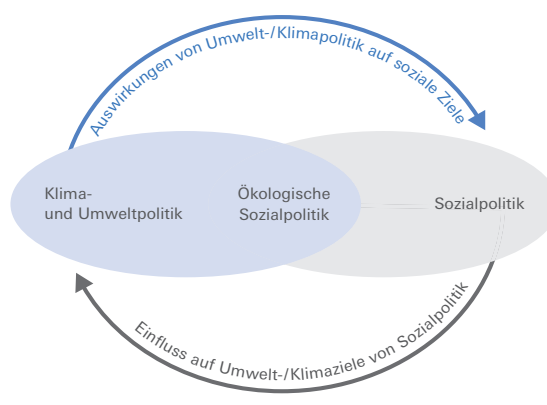 Auswirkungen von Umwelt-/Klimapolitik auf soziale Ziele
Klima-
und Umweltpolitik
Ökologische
Sozialpolitik
Sozialpolitik
Einfluss auf Umwelt-/Klimaziele von Sozialpolitik